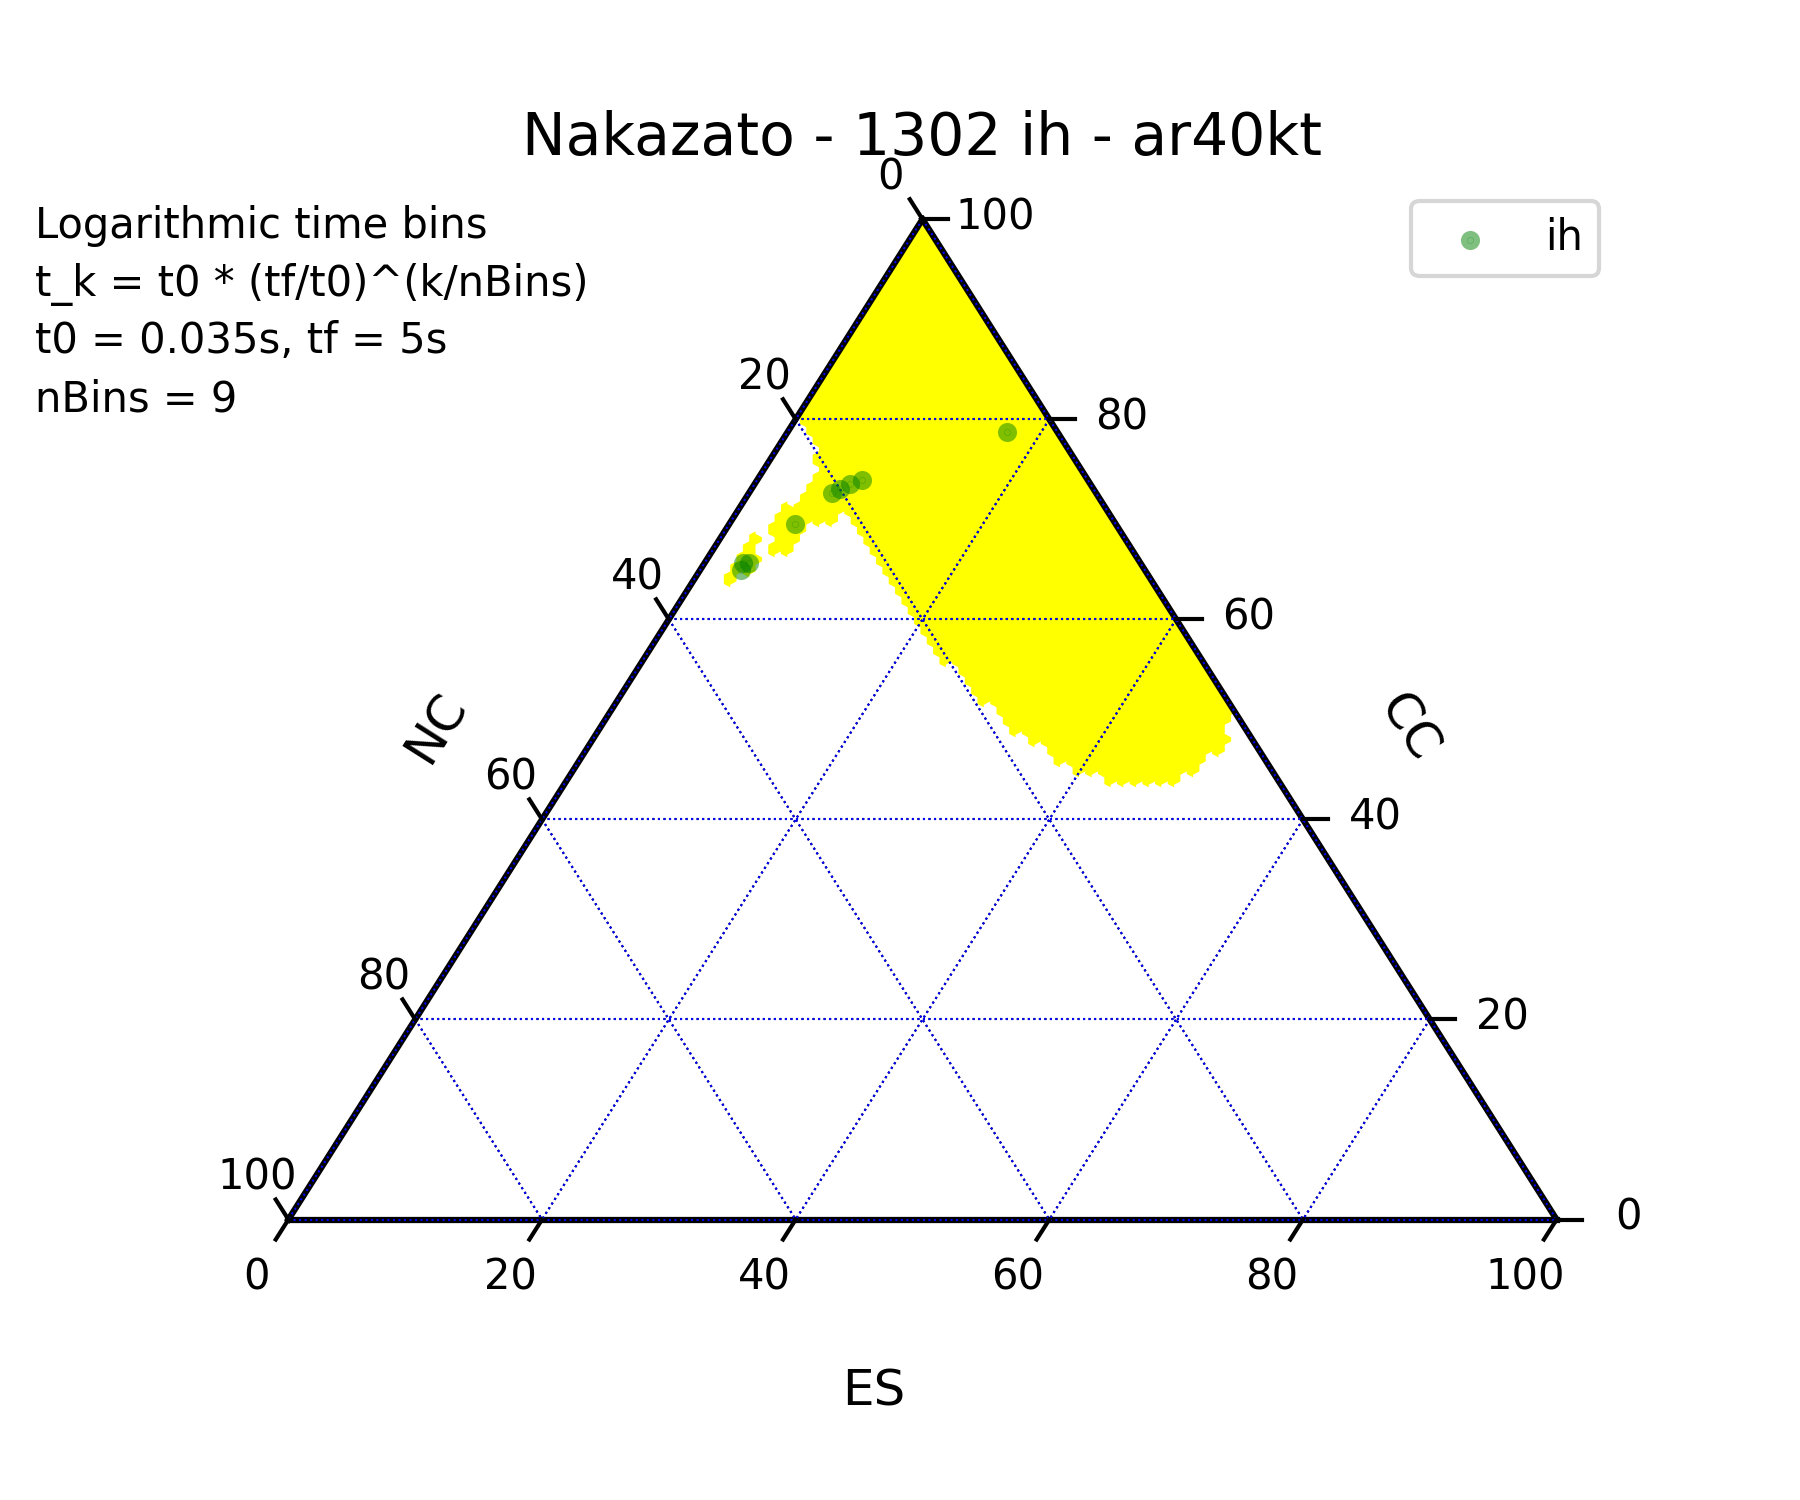 Nakazato - 1302 ih - ar40kt
Logarithmic time bins
t_k = t0 * (tf/t0)^(k/nBins)
t0 = 0.035s, tf = 5s
nBins = 9
ih
0
100
20
80
40
60
NC
CC
60
40
80
20
100
0
0
20
40
60
80
100
ES